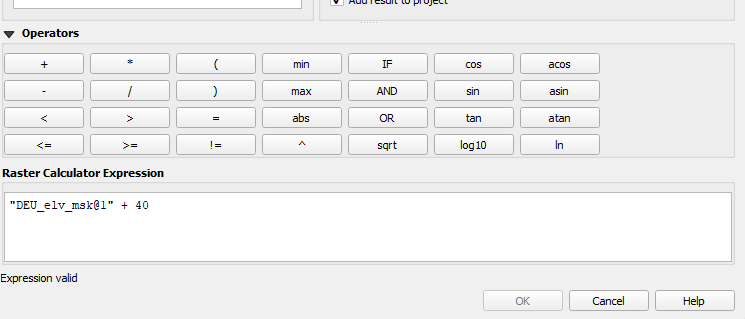 Add result to project
Operators
+ * ( min IF cos acos
- / ) max AND sin asin
< > = abs OR tan atan
<= >= != ^ sqrt log10 ln
Raster Calculator Expression
"DEU_elv_msk@1" + 40
Expression valid
OK Cancel Help